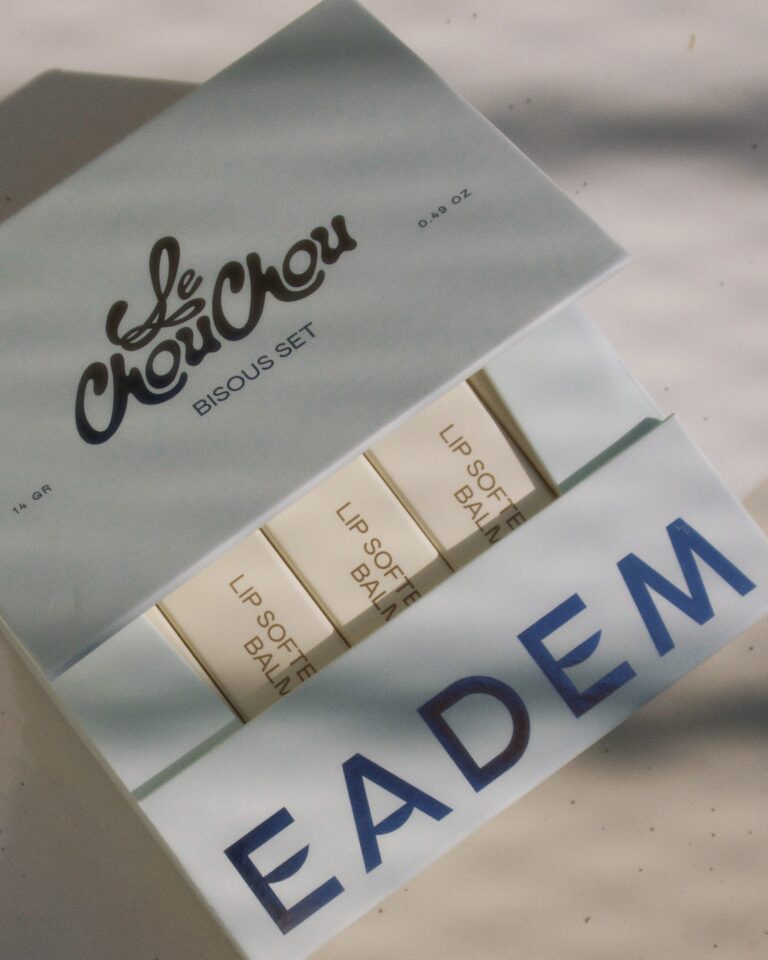 Le
ChouChou
BISOUS SET
0.49 OZ
14 GR
LIP SOFTE
BALM
LIP SOFTE
BALM
LIP SOFTE
BALM
EADEM